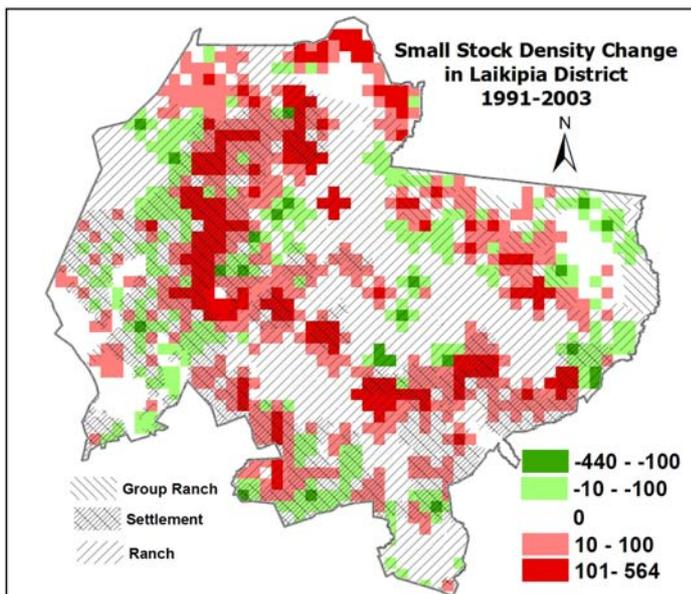 Small Stock Density Change
in Laikipia District
1991-2003
N
Group Ranch
Settlement
Ranch
-440 - -100
-10 - -100
0
10 - 100
101- 564